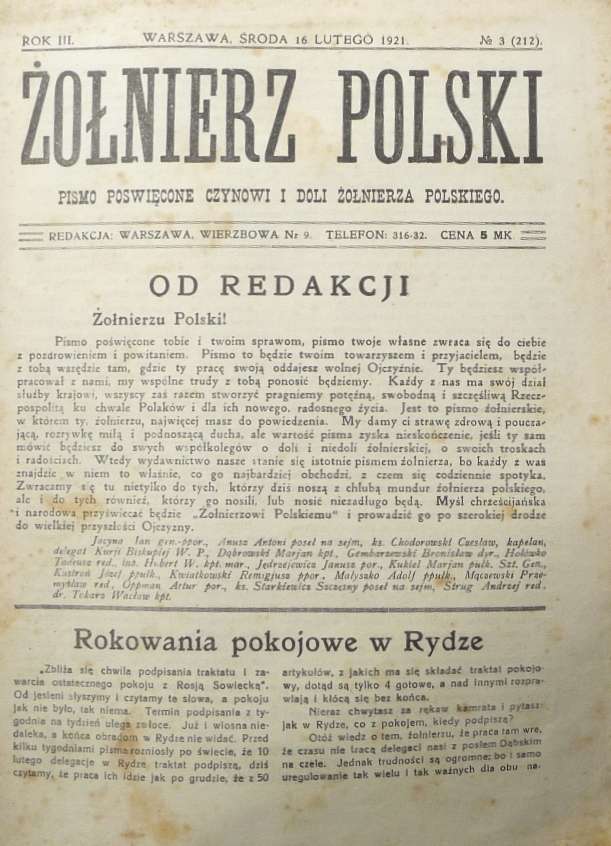 ROK III.
WARSZAWA, ŚRODA 16 LUTEGO 1921.
№ 3 (212).
ŻOŁNIERZ POLSKI
PISMO POŚWIĘCONE CZYNOWI I DOLI ŻOŁNIERZA POLSKIEGO.
REDAKCJA: WARSZAWA, WIERZBOWA Nr 9. TELEFON: 316-32. CENA 5 MK
OD REDAKCJI
Żołnierzu Polski!
Pismo poświęcone tobie i twoim sprawom, pismo twoje własne zwraca się do ciebie
z pozdrowieniem i powitaniem. Pismo to będzie twoim towarzyszem i przyjacielem, będzie
z tobą wszędzie tam, gdzie ty pracę swoją oddajesz wolnej Ojczyźnie. Ty będziesz współ-
pracował z nami, my wspólne trudy z tobą ponosić będziemy. Każdy z nas ma swój dział
służby krajowi, wszyscy zaś razem stworzyć pragniemy potężną, swobodną i szczęśliwą Rzecz-
pospolitą ku chwale Polaków i dla ich nowego, radosnego życia. Jest to pismo żołnierskie,
w którem ty, żołnierzu, najwięcej masz do powiedzenia. My damy ci strawę zdrową i poucza-
jącą, rozrywkę miłą i podnoszącą ducha, ale wartość pisma zyska nieskończenie, jeśli ty sam
mówić będziesz do swych współkolegów o doli i niedoli żołnierskiej, o swoich troskach
i radościach. Wtedy wydawnictwo nasze stanie się istotnie pismem żołnierza, bo każdy z was
znajdzie w niem to właśnie, co go najbardziej obchodzi, z czem się codziennie spotyka.
Zwracamy się tu nietylko do tych, którzy dziś noszą z chlubą mundur żołnierza polskiego,
ale i do tych również, którzy go nosili, lub nosić niezadługo będą. Myśl chrześcijańska
i narodowa przyświecać będzie „Żołnierzowi Polskiemu" i prowadzić go po szerokiej drodze
do wielkiej przyszłości Ojczyzny.
Jacyna Jan gen.-ppor., Anusz Antoni poseł na sejm, ks. Chodorowski Czesław, kapelan,
delegat Kurji Biskupiej W. P., Dąbrowski Marjan kpt., Gembarzewski Bronisław dyr., Hołówko
Tadeusz red., inż. Hubert W. kpt. mar., Jędrzejewicz Janusz por., Kukiel Marjan pułk. Szt. Gen.,
Kustroń Józef ppułk., Kwiatkowski Remigjusz ppor., Małyszko Adolf ppułk., Mączewski Prze-
mysław red., Oppman Artur por., ks. Starkiewicz Szczęsny poseł na sejm, Strug Andrzej red.
dr. Tokarz Wacław kpt.
Rokowania pokojowe w Rydze
„Zbliża się chwila podpisania traktatu i za-
warcia ostatecznego pokoju z Rosją Sowiecką".
Od jesieni słyszymy i czytamy te słowa, a pokoju
jak nie było, tak niema. Termin podpisania z ty-
godnia na tydzień ulega zwłoce. Już i wiosna nie-
daleka, a końca obradom w Rydze nie widać. Przed
kilku tygodniami pisma rozniosły po świecie, że 10
lutego delegacje w Rydze traktat podpiszą, dziś
czytamy, że praca ich idzie jak po grudzie, że z 50
artykułów, z jakich ma się składać traktat pokojo-
wy, dotąd są tylko 4 gotowe, a nad innymi rozpra-
wiają i kłócą się bez końca.
Nieraz chwytasz za rękaw kamrata i pytasz:
jak w Rydze, co z pokojem, kiedy podpiszą?
Otóż wiedz o tem, żołnierzu, że praca tam wre,
że czasu nie tracą delegaci nasi z posłem Dąbskim
na czele. Jednak trudności są ogromne; bo i samo
uregulowanie tak wielu i tak ważnych dla obu na-